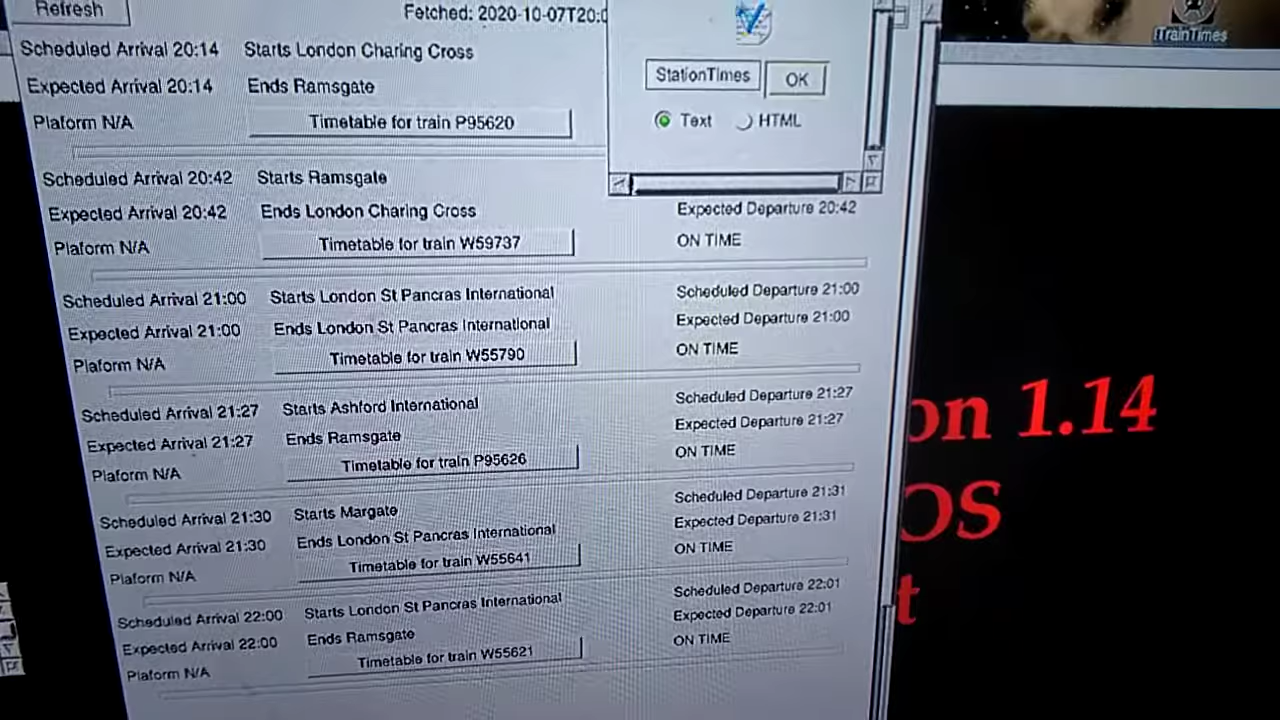 Refresh
Fetched: 2020-10-07T20:0
Scheduled Arrival 20:14 Starts London Charing Cross
Expected Arrival 20:14 Ends Ramsgate
Plaform N/A Timetable for train P95620
StationTimes OK
Text HTML
!TrainTimes
Scheduled Arrival 20:42 Starts Ramsgate
Expected Arrival 20:42 Ends London Charing Cross Expected Departure 20:42
Plaform N/A Timetable for train W59737 ON TIME
Scheduled Arrival 21:00 Starts London St Pancras International Scheduled Departure 21:00
Expected Arrival 21:00 Ends London St Pancras International Expected Departure 21:00
Plaform N/A Timetable for train W55790 ON TIME
Scheduled Arrival 21:27 Starts Ashford International Scheduled Departure 21:27
Expected Arrival 21:27 Ends Ramsgate Expected Departure 21:27
Plaform N/A Timetable for train P95626 ON TIME
Scheduled Arrival 21:30 Starts Margate Scheduled Departure 21:31
Expected Arrival 21:30 Ends London St Pancras International Expected Departure 21:31
Plaform N/A Timetable for train W55641 ON TIME
Scheduled Arrival 22:00 Starts London St Pancras International Scheduled Departure 22:01
Expected Arrival 22:00 Ends Ramsgate Expected Departure 22:01
Plaform N/A Timetable for train W55621 ON TIME
on 1.14
OS
t